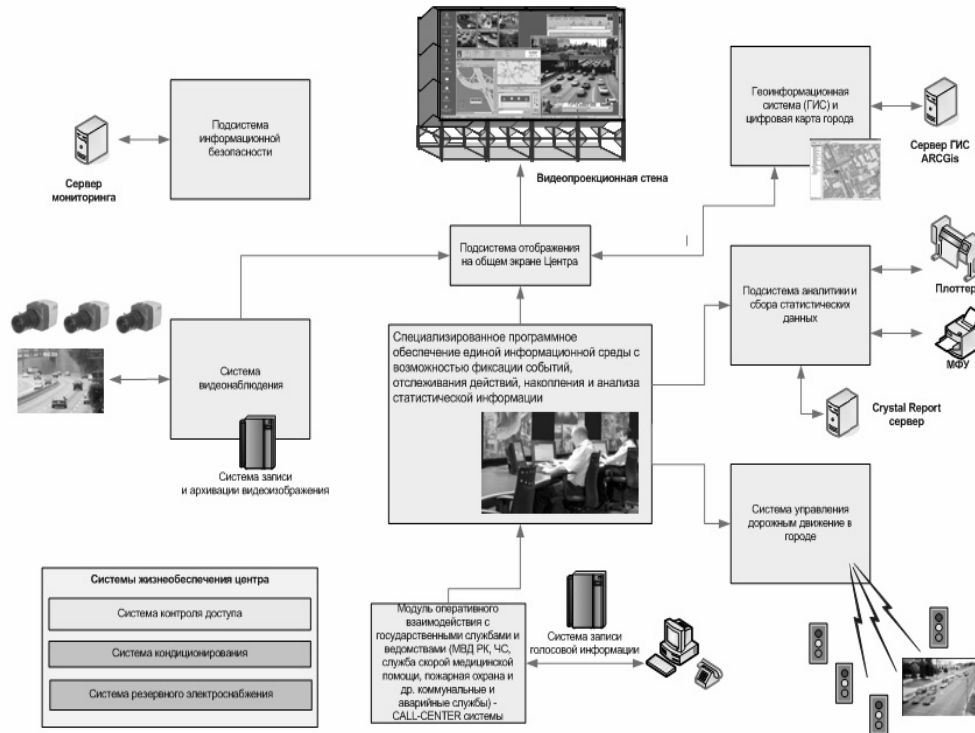 Подсистема
информационной
безопасности
Сервер
мониторинга
Видеопроекционная стена
Геоинформационная
система (ГИС) и
цифровая карта города
Сервер ГИС
ARCGis
Подсистема отображения
на общем экране Центра
Подсистема аналитики и
сбора статистических
данных
Плоттер
МФУ
Crystal Report
сервер
Система
видеонаблюдения
Система записи
и архивации видеоизображения
Специализированное программное
обеспечение единой информационной среды с
возможностью фиксации событий,
отслеживания действий, накопления и анализа
статистической информации
Система управления
дорожным движение в
городе
Системы жизнеобеспечения центра
Система контроля доступа
Система кондиционирования
Система резервного электроснабжения
Модуль оперативного
взаимодействия с
государственными службами и
ведомствами (МВД РК, ЧС,
служба скорой медицинской
помощи, пожарная охрана и
др. коммунальные и
аварийные службы) -
CALL-CENTER системы
Система записи
голосовой информации